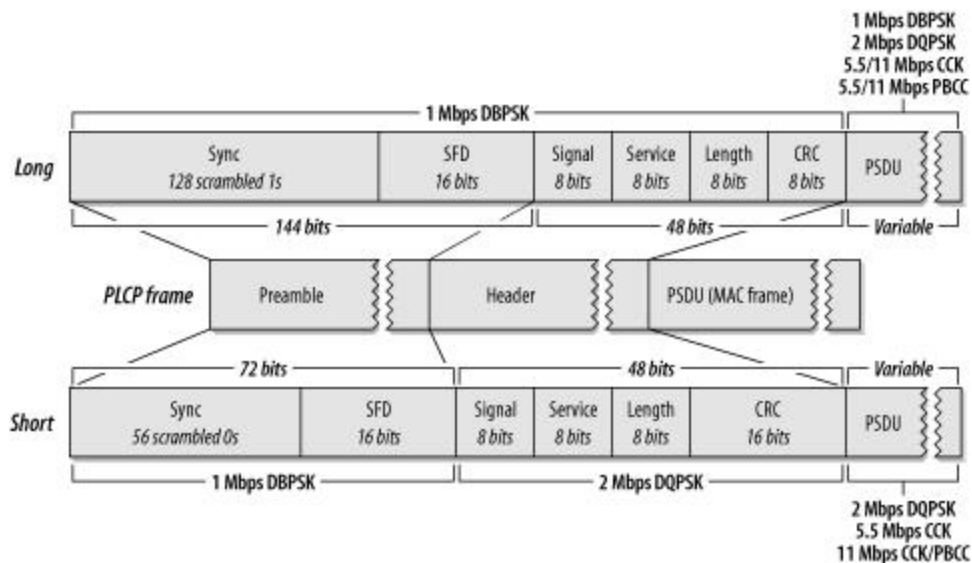 1 Mbps DBPSK
2 Mbps DQPSK
5.5/11 Mbps CCK
5.5/11 Mbps PBCC
1 Mbps DBPSK
Long
Sync
128 scrambled 1s
SFD
16 bits
Signal
8 bits
Service
8 bits
Length
8 bits
CRC
8 bits
PSDU
144 bits
48 bits
Variable
PLCP frame
Preamble
Header
PSDU (MAC frame)
72 bits
48 bits
Variable
Short
Sync
56 scrambled 0s
SFD
16 bits
Signal
8 bits
Service
8 bits
Length
8 bits
CRC
16 bits
PSDU
1 Mbps DBPSK
2 Mbps DQPSK
2 Mbps DQPSK
5.5 Mbps CCK
11 Mbps CCK/PBCC